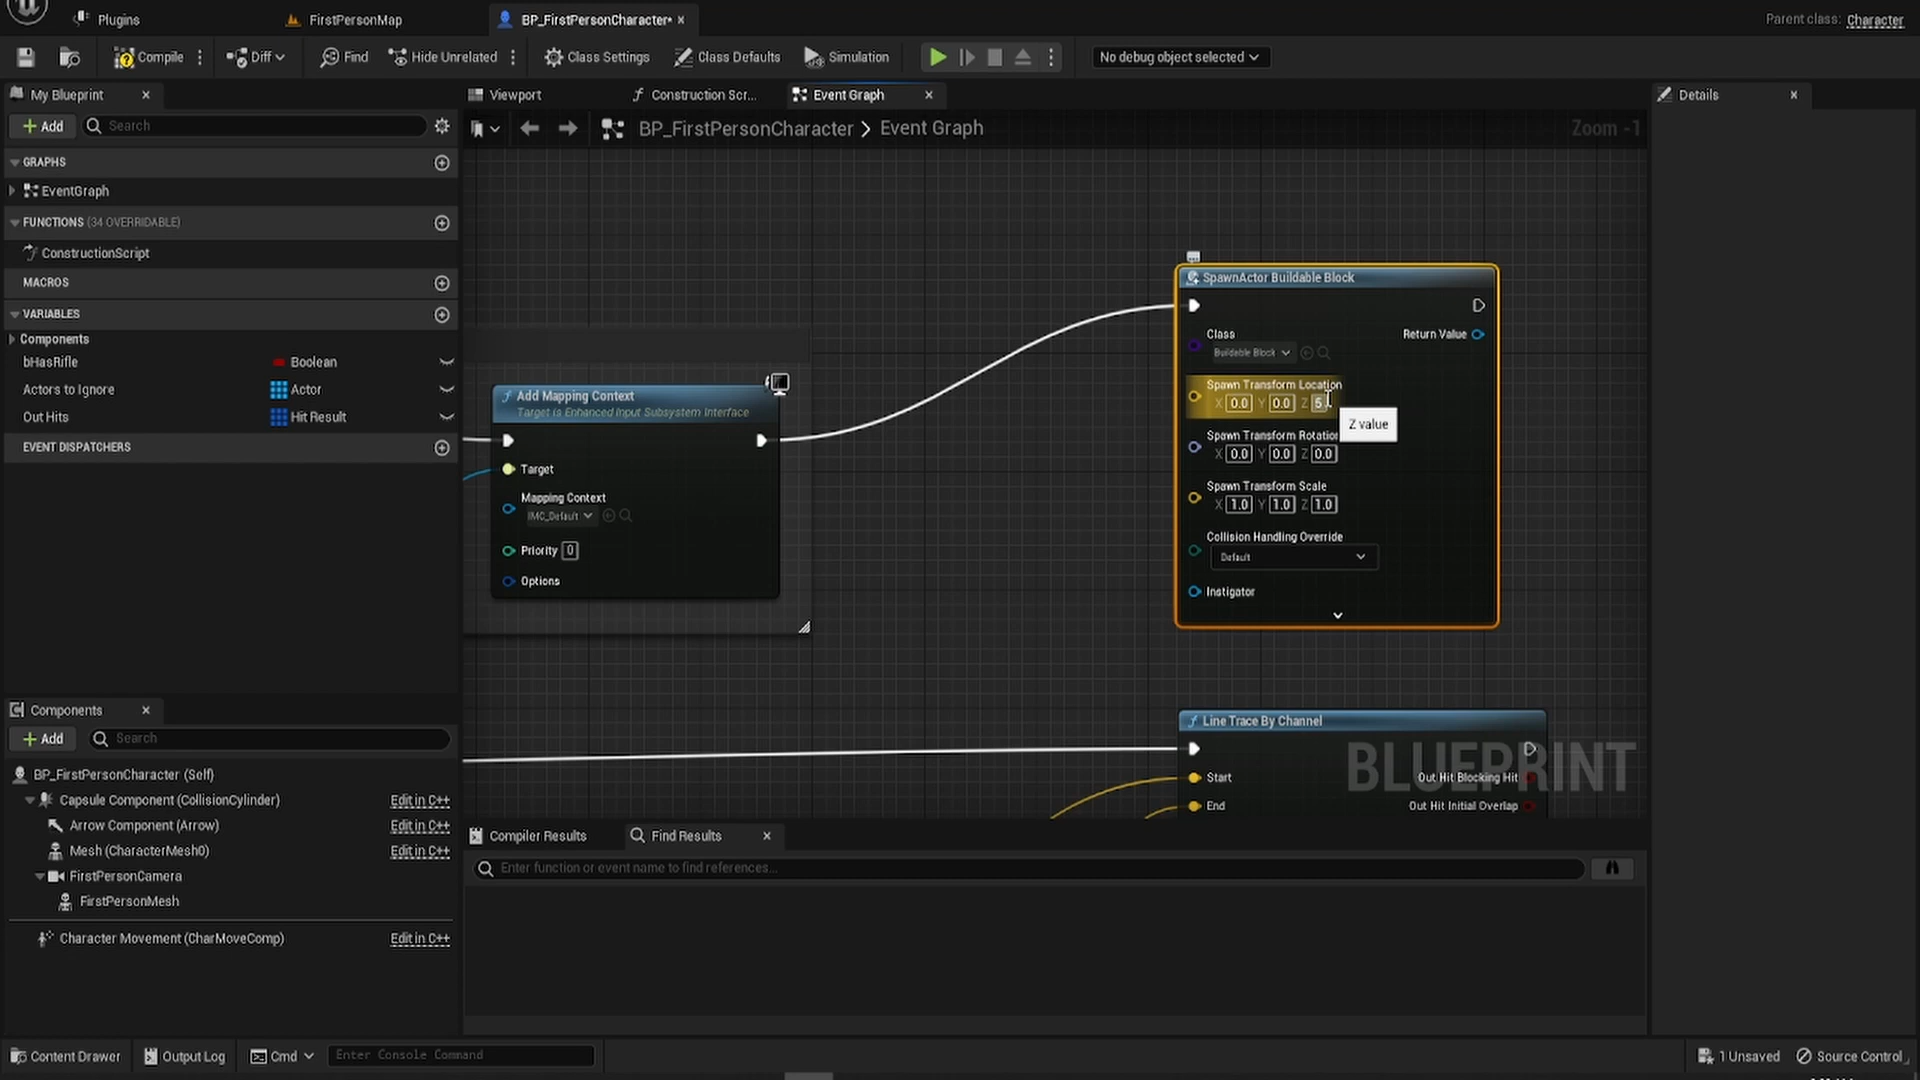 Plugins
FirstPersonMap
BP_FirstPersonCharacter*
Parent class: Character
Compile
Diff
Find
Hide Unrelated
Class Settings
Class Defaults
Simulation
No debug object selected
My Blueprint
Viewport
Construction Scr...
Event Graph
Details
Add
Search
BP_FirstPersonCharacter > Event Graph
Zoom -1
GRAPHS
EventGraph
FUNCTIONS (34 OVERRIDABLE)
ConstructionScript
MACROS
VARIABLES
Components
bHasRifle Boolean
Actors to Ignore Actor
Out Hits Hit Result
EVENT DISPATCHERS
Add Mapping Context
Target is Enhanced Input Subsystem Interface
Target
Mapping Context
IMC_Default
Priority 0
Options
SpawnActor Buildable Block
Class
Return Value
Buildable Block
Spawn Transform Location
X 0.0 Y 0.0 Z 5
Z value
Spawn Transform Rotation
X 0.0 Y 0.0 Z 0.0
Spawn Transform Scale
X 1.0 Y 1.0 Z 1.0
Collision Handling Override
Default
Instigator
Line Trace By Channel
Start
Out Hit Blocking Hit
End
Out Hit Initial Overlap
BLUEPRINT
Components
Add
Search
BP_FirstPersonCharacter (Self)
Capsule Component (CollisionCylinder) Edit in C++
Arrow Component (Arrow) Edit in C++
Mesh (CharacterMesh0) Edit in C++
FirstPersonCamera
FirstPersonMesh
Character Movement (CharMoveComp) Edit in C++
Compiler Results
Find Results
Enter function or event name to find references...
Content Drawer
Output Log
Cmd
Enter Console Command
1 Unsaved
Source Control